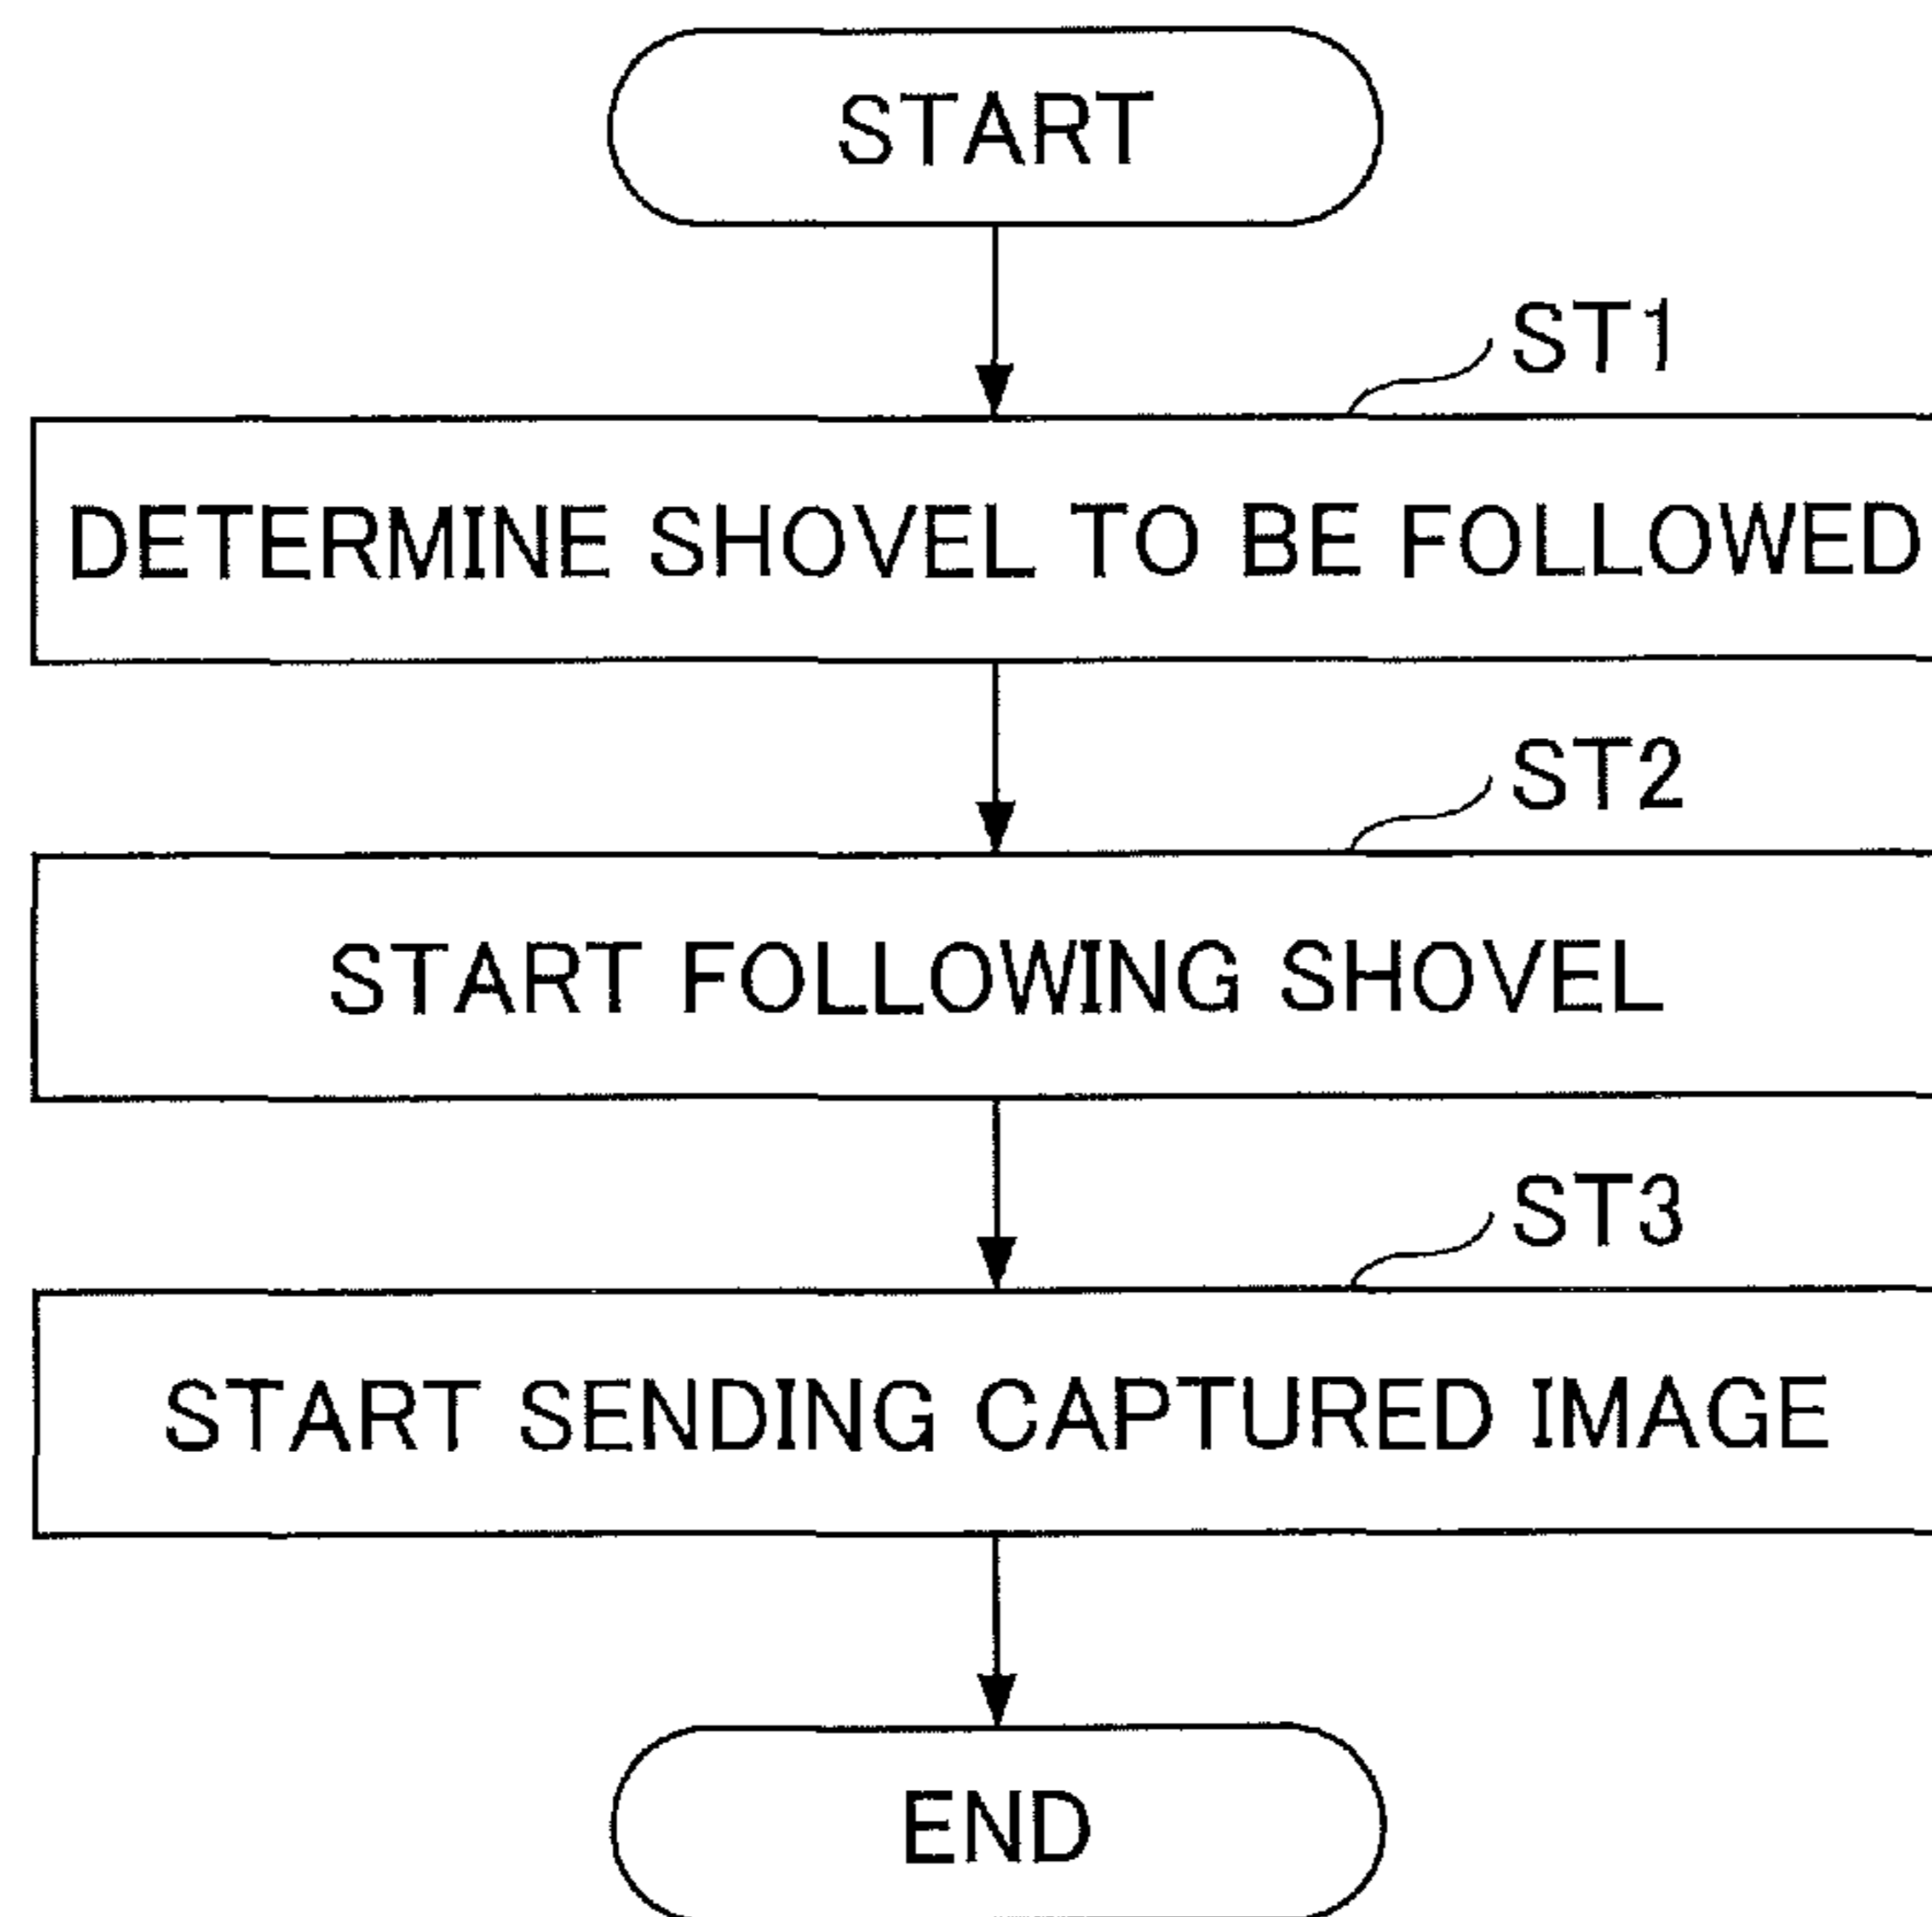 START
ST1
DETERMINE SHOVEL TO BE FOLLOWED
ST2
START FOLLOWING SHOVEL
ST3
START SENDING CAPTURED IMAGE
END